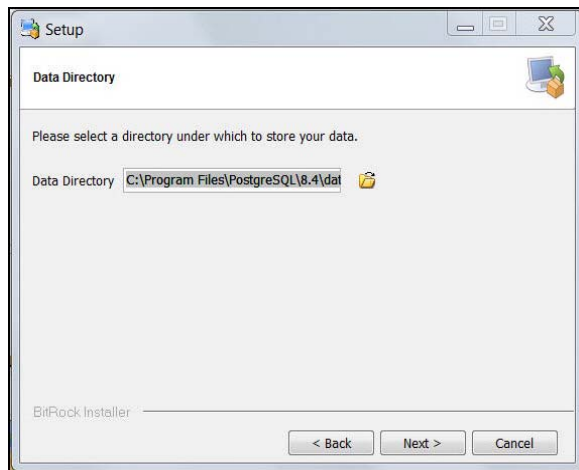 Setup
Data Directory
Please select a directory under which to store your data.
Data Directory C:\Program Files\PostgreSQL\8.4\dat
BitRock Installer
< Back Next > Cancel